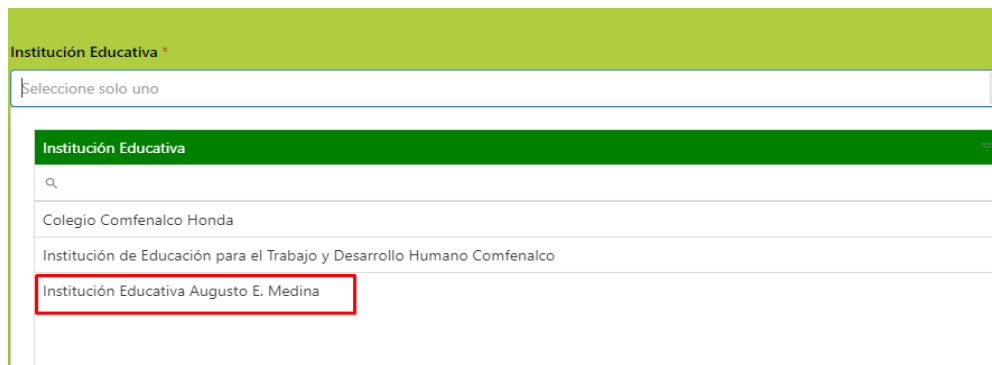 Institución Educativa *
Seleccione solo uno
Institución Educativa
Colegio Comfenalco Honda
Institución de Educación para el Trabajo y Desarrollo Humano Comfenalco
Institución Educativa Augusto E. Medina